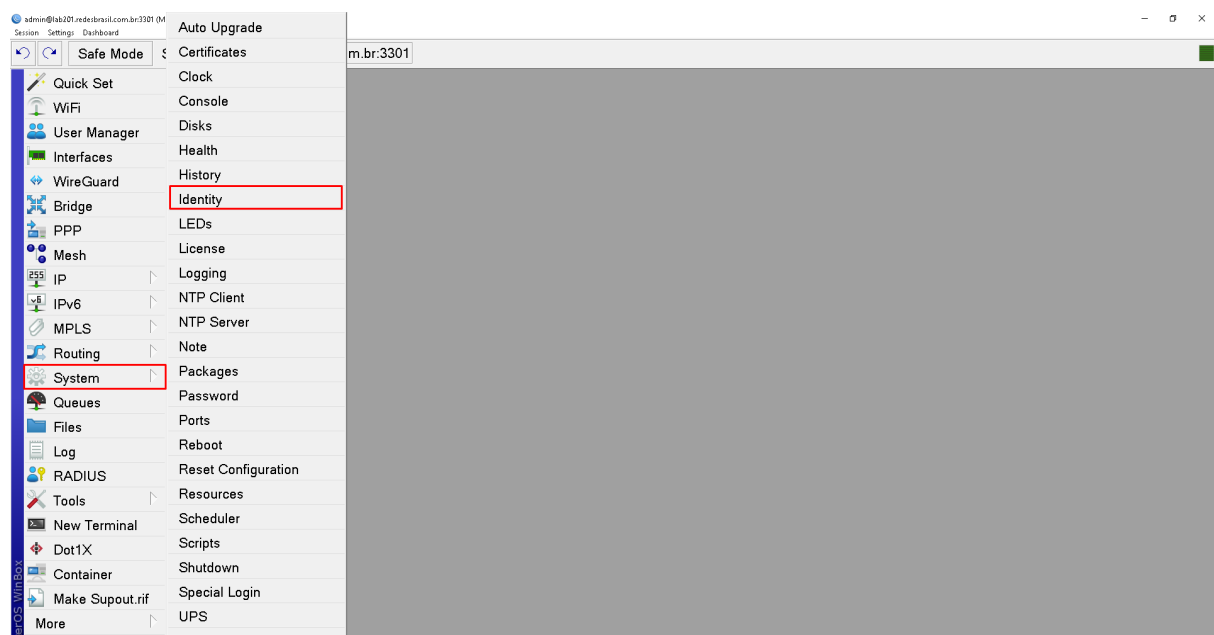 admin@lab201.redesbrasil.com.br:3301 (M
Session Settings Dashboard
Safe Mode S
m.br:3301
Quick Set
WiFi
User Manager
Interfaces
WireGuard
Bridge
PPP
Mesh
255 IP
v6 IPv6
MPLS
Routing
System
Queues
Files
Log
RADIUS
Tools
New Terminal
Dot1X
Container
Make Supout.rif
More
Auto Upgrade
Certificates
Clock
Console
Disks
Health
History
Identity
LEDs
License
Logging
NTP Client
NTP Server
Note
Packages
Password
Ports
Reboot
Reset Configuration
Resources
Scheduler
Scripts
Shutdown
Special Login
UPS
erOS WinBox